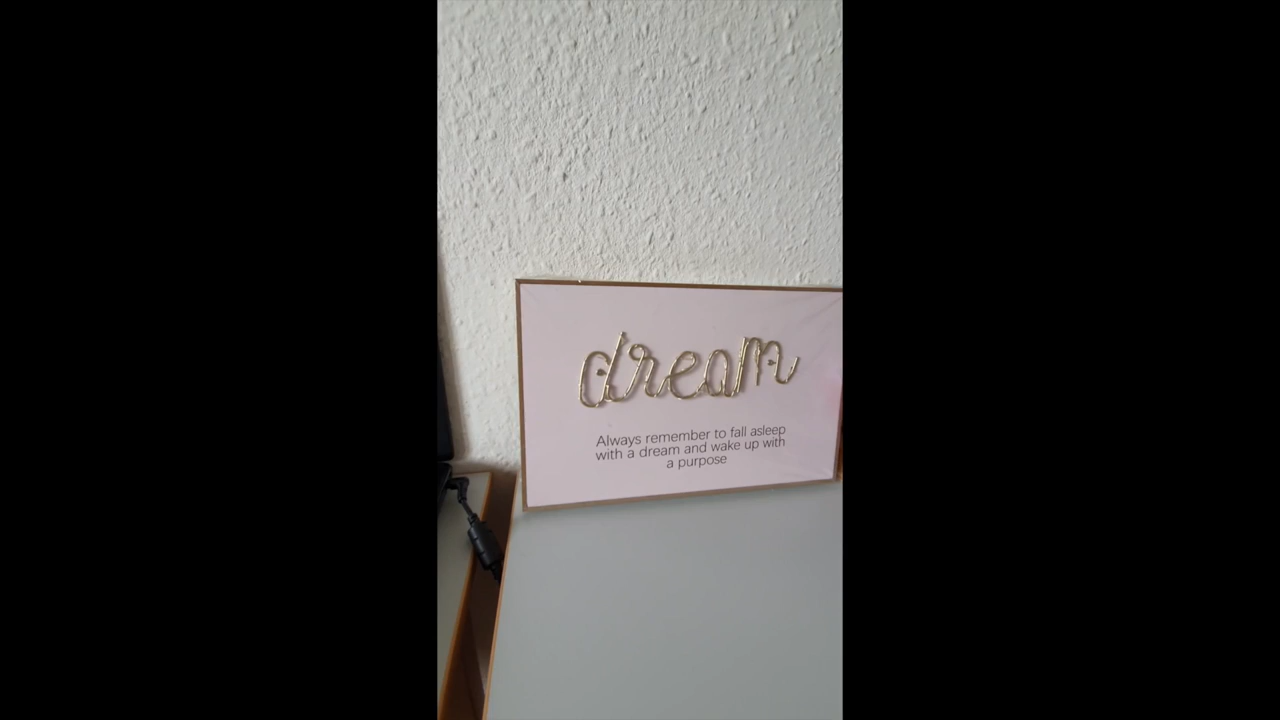 dream
Always remember to fall asleep
with a dream and wake up with
a purpose